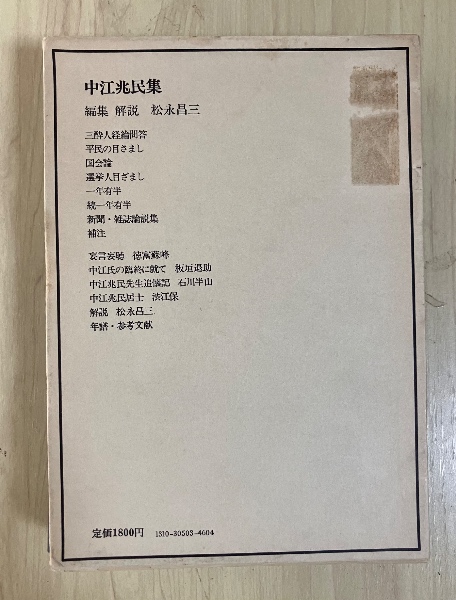 中江兆民集
編集 解説 松永昌三
三酔人経綸問答
平民の目さまし
国会論
選挙人目ざまし
一年有半
続一年有半
新聞・雑誌論説集
補注
妄言妄聴 徳富蘇峰
中江氏の臨終に就て 板垣退助
中江兆民先生追懐記 石川半山
中江兆民居士 渋江保
解説 松永昌三
年譜・参考文献
定価1800円 1310-30503-4604